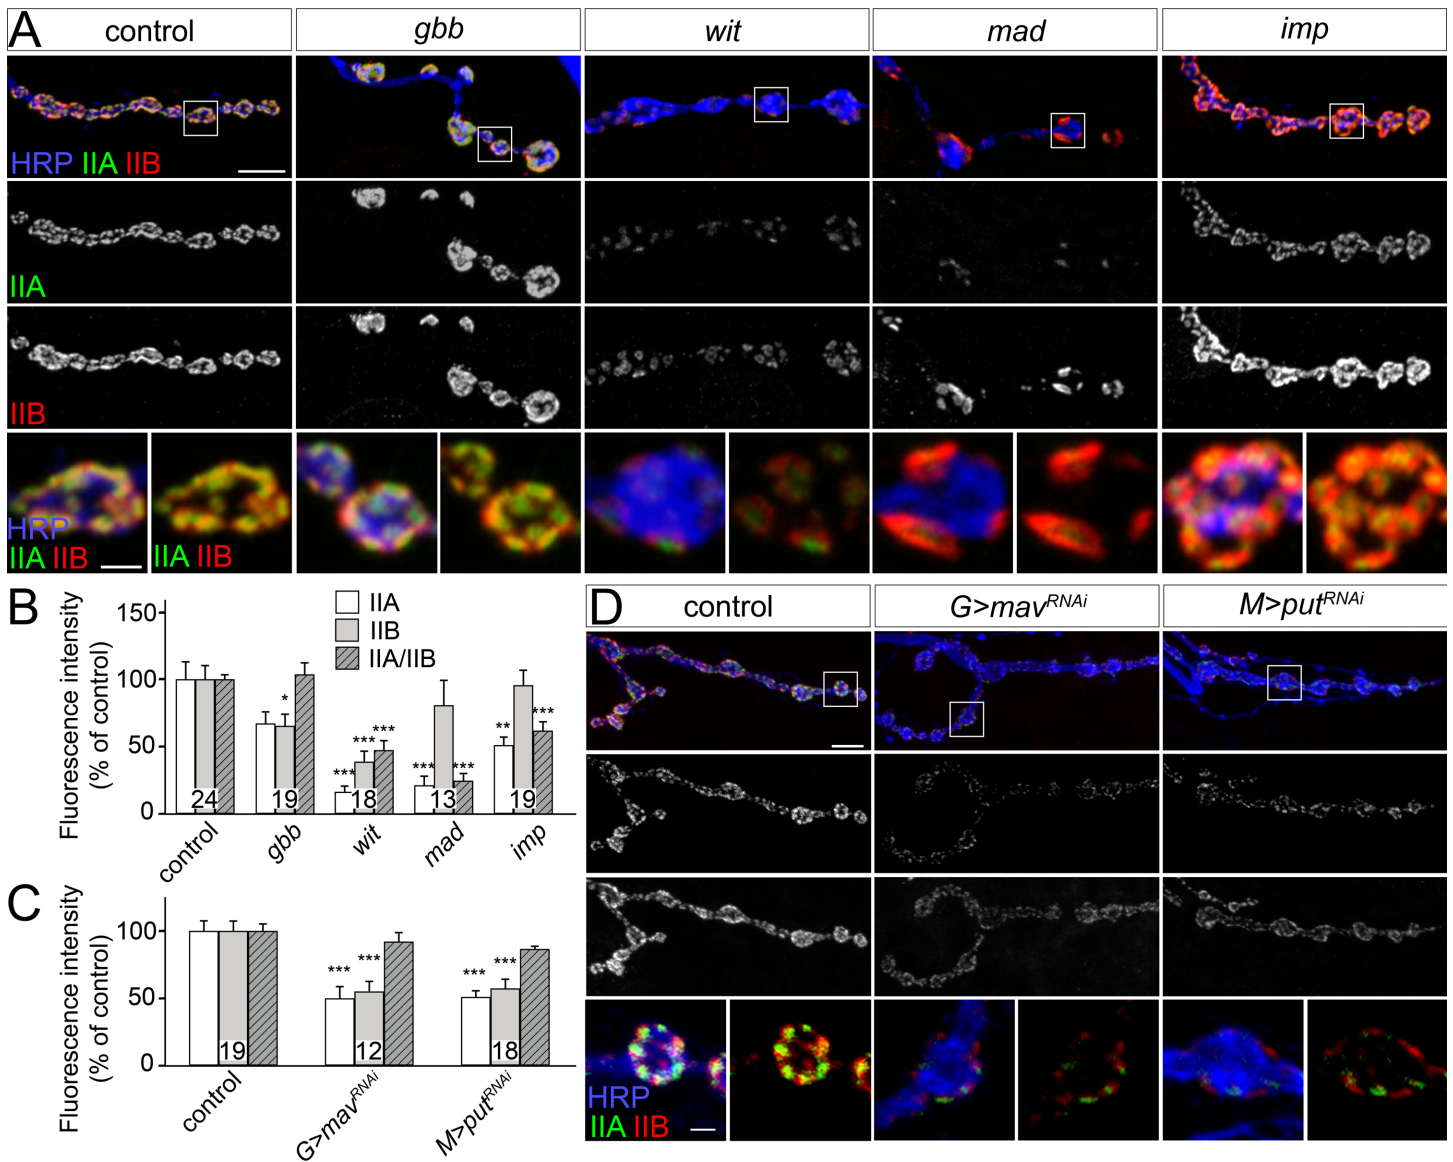 A
control
gbb
wit
mad
imp
HRP IIA IIB
IIA
IIB
HRP
IIA IIB
IIA IIB
B
Fluorescence intensity
(% of control)
150
100
50
0
IIA
IIB
IIA/IIB
*
***
***
***
***
***
**
***
24
19
18
13
19
control
gbb
wit
mad
imp
C
Fluorescence intensity
(% of control)
100
50
0
***
***
***
***
19
12
18
control
G>mavRNAi
M>putRNAi
D
control
G>mavRNAi
M>putRNAi
HRP
IIA IIB